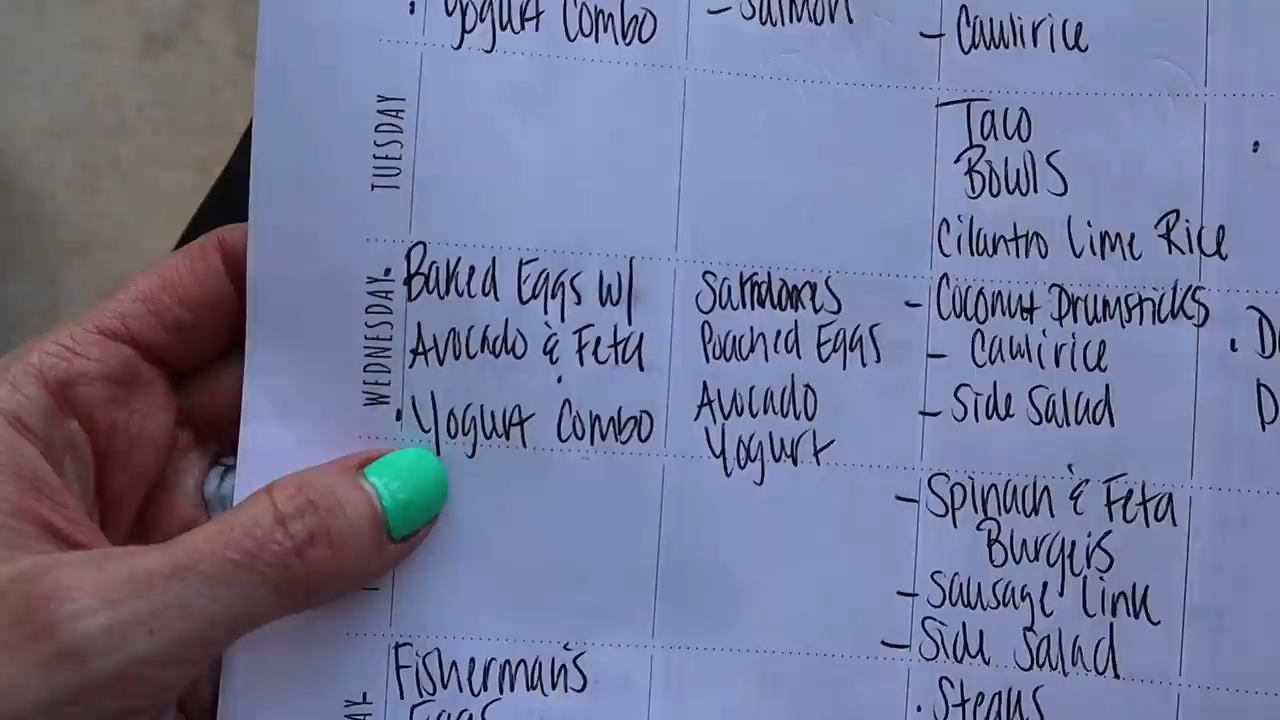 Yogurt Combo
- Salmon
- Caulirice
TUESDAY
Taco
Bowls
Cilantro Lime Rice
WEDNESDAY
Baked Eggs w/
Avocado & Feta
Yogurt Combo
Sardines
Poached Eggs
Avocado
Yogurt
- Coconut Drumsticks
- Caulirice
- Side Salad
- Spinach & Feta
Burgers
- Sausage Link
- Side Salad
Fisherman's
Eggs
Steaks